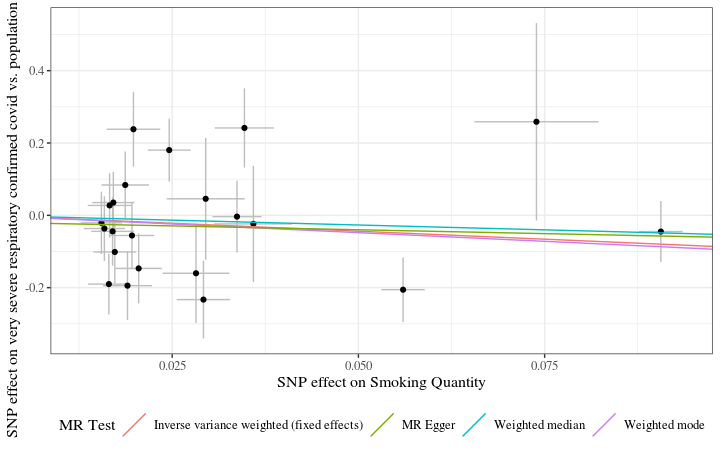 SNP effect on very severe respiratory confirmed covid vs. population
0.4
0.2
0.0
-0.2
0.025
0.050
0.075
SNP effect on Smoking Quantity
MR Test
Inverse variance weighted (fixed effects)
MR Egger
Weighted median
Weighted mode